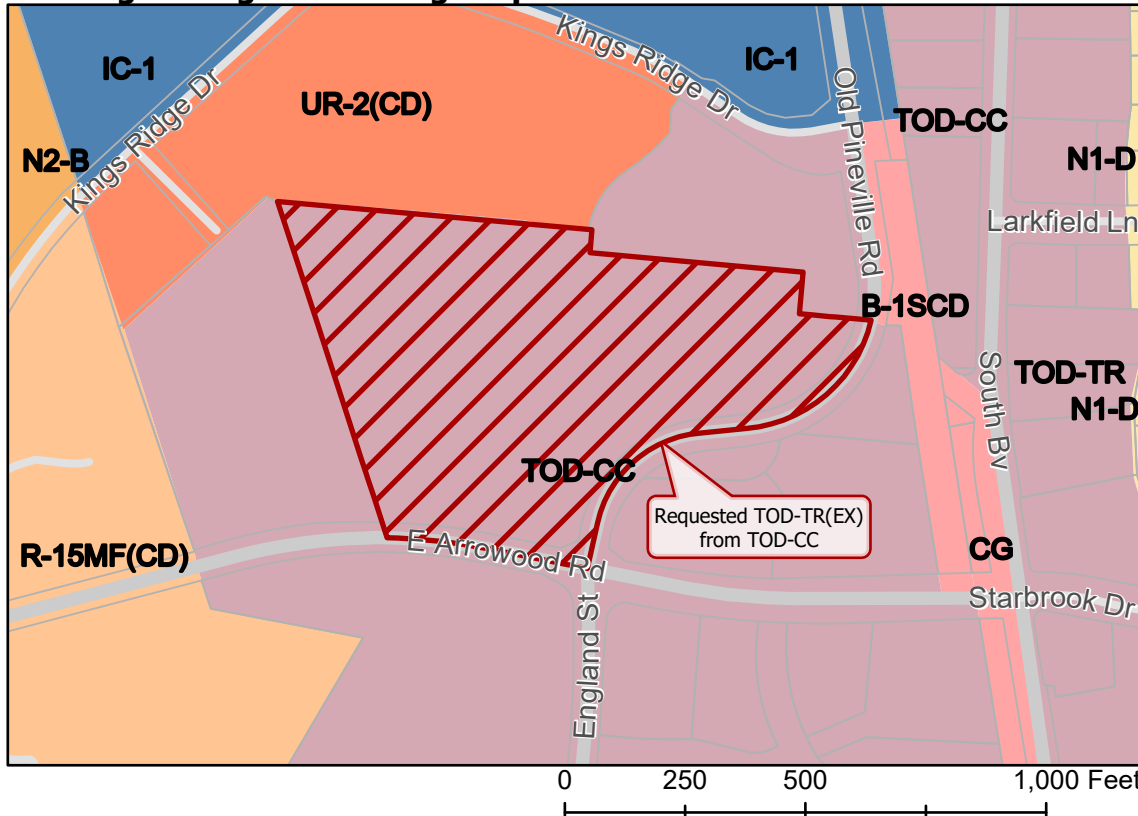 IC-1
Kings Ridge Dr
IC-1
Kings Ridge Dr
UR-2(CD)
Old Pineville Rd
TOD-CC
N2-B
N1-D
Larkfield Ln
B-1SCD
South Bv
TOD-TR
N1-D
TOD-CC
Requested TOD-TR(EX)
from TOD-CC
E Arrowood Rd
R-15MF(CD)
CG
Starbrook Dr
England St
0 250 500 1,000 Feet